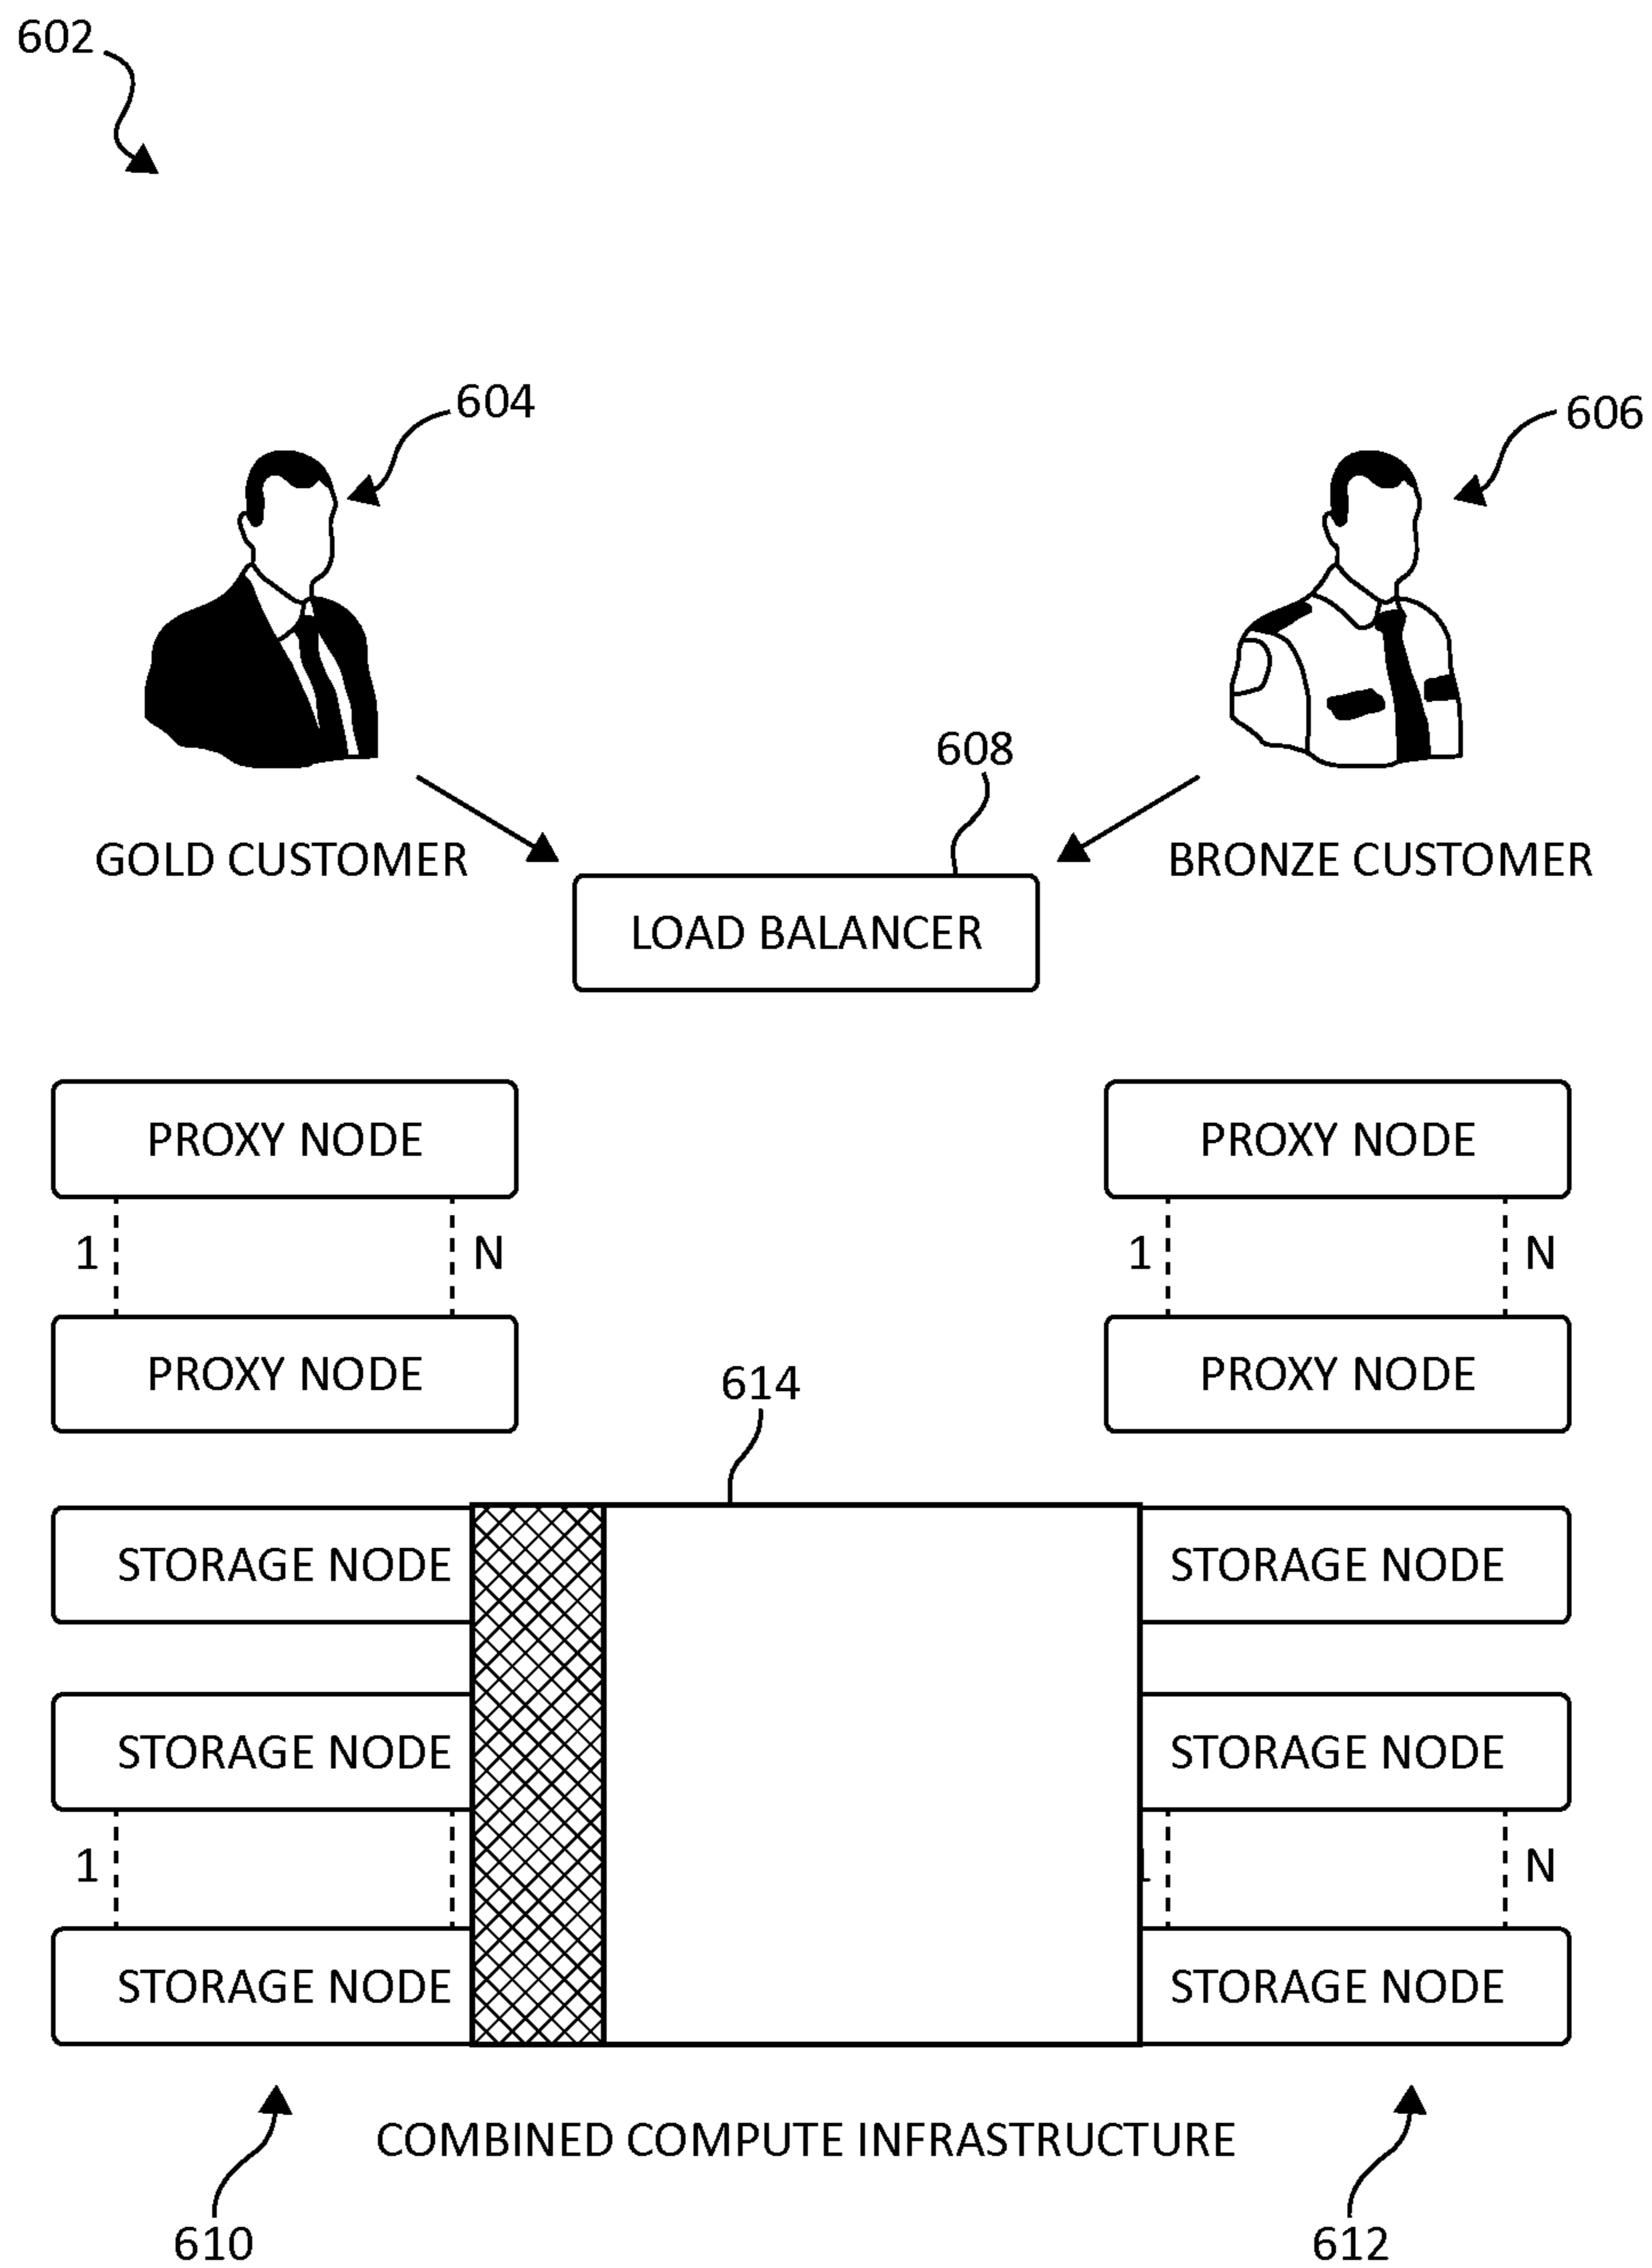 602
604
606
608
GOLD CUSTOMER
BRONZE CUSTOMER
LOAD BALANCER
PROXY NODE
PROXY NODE
1
N
1
N
PROXY NODE
PROXY NODE
614
STORAGE NODE
STORAGE NODE
STORAGE NODE
STORAGE NODE
1
1
N
STORAGE NODE
STORAGE NODE
COMBINED COMPUTE INFRASTRUCTURE
610
612